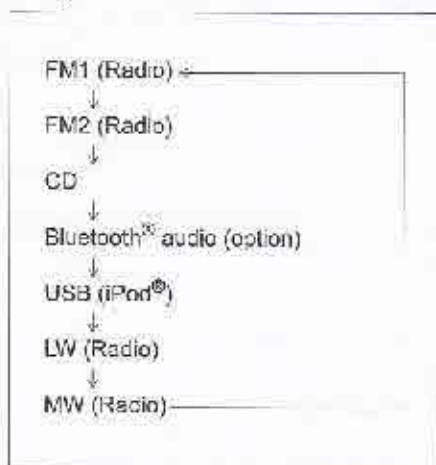 FM1 (Radio)
FM2 (Radio)
CD
Bluetooth® audio (option)
USB (iPod®)
LW (Radio)
MW (Radio)